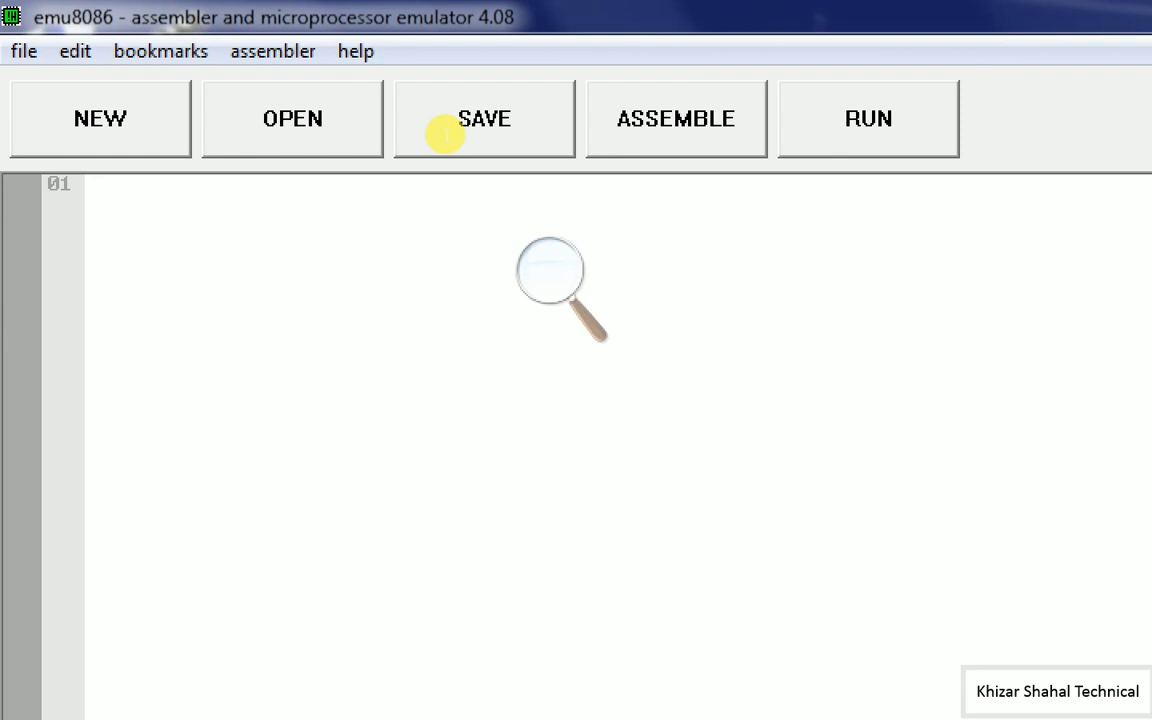 emu8086 - assembler and microprocessor emulator 4.08
file edit bookmarks assembler help
NEW OPEN SAVE ASSEMBLE RUN
01
Khizar Shahal Technical